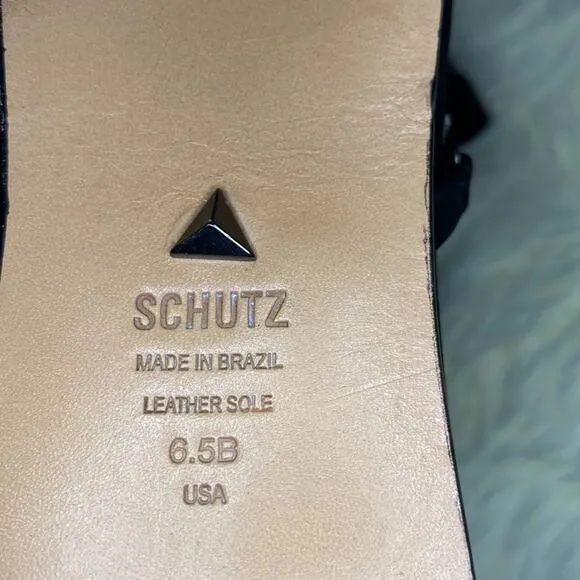 SCHUTZ
MADE IN BRAZIL
LEATHER SOLE
6.5B
USA